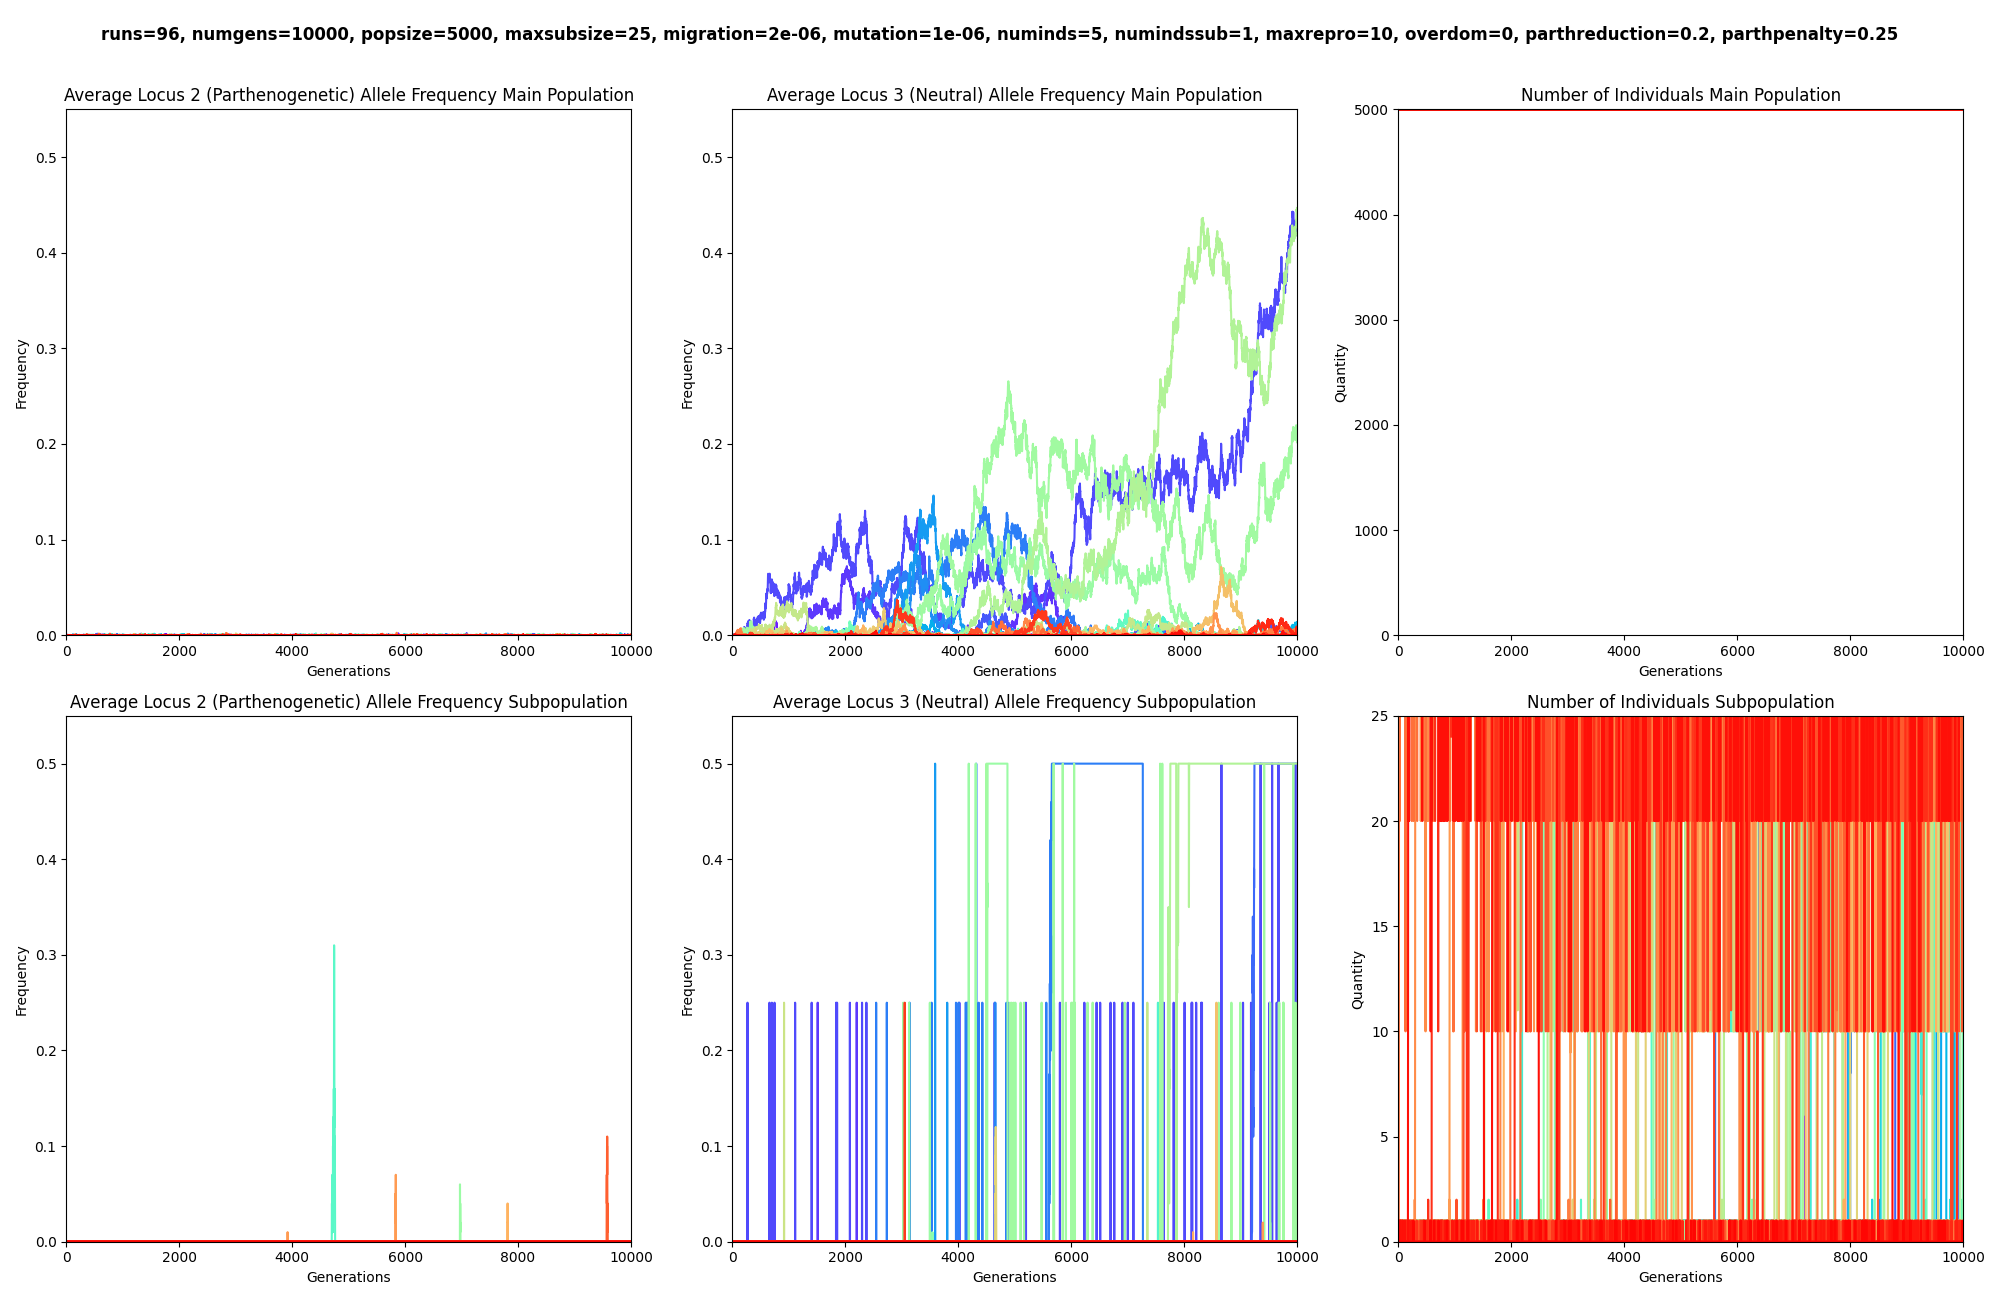 runs=96, numgens=10000, popsize=5000, maxsubsize=25, migration=2e-06, mutation=1e-06, numinds=5, numindssub=1, maxrepro=10, overdom=0, parthreduction=0.2, parthpenalty=0.25
Average Locus 2 (Parthenogenetic) Allele Frequency Main Population
0.5
0.4
0.3
0.2
0.1
0.0
Frequency
0 2000 4000 6000 8000 10000
Generations
Average Locus 3 (Neutral) Allele Frequency Main Population
0.5
0.4
0.3
0.2
0.1
0.0
Frequency
0 2000 4000 6000 8000 10000
Generations
Number of Individuals Main Population
5000
4000
3000
2000
1000
0
Quantity
0 2000 4000 6000 8000 10000
Generations
Average Locus 2 (Parthenogenetic) Allele Frequency Subpopulation
0.5
0.4
0.3
0.2
0.1
0.0
Frequency
0 2000 4000 6000 8000 10000
Generations
Average Locus 3 (Neutral) Allele Frequency Subpopulation
0.5
0.4
0.3
0.2
0.1
0.0
Frequency
0 2000 4000 6000 8000 10000
Generations
Number of Individuals Subpopulation
25
20
15
10
5
0
Quantity
0 2000 4000 6000 8000 10000
Generations